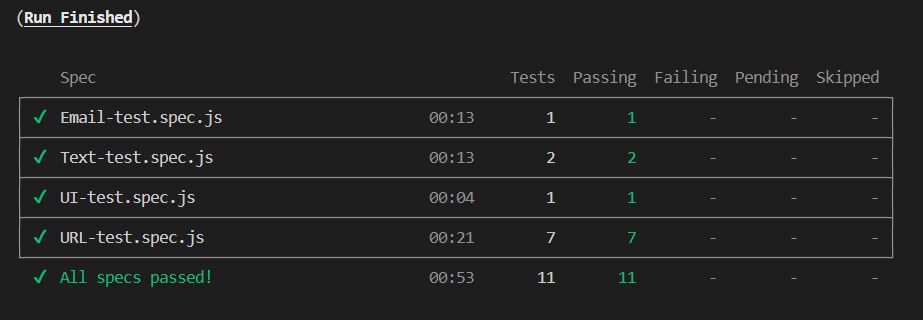 (Run Finished)
Spec Tests Passing Failing Pending Skipped
✔ Email-test.spec.js 00:13 1 1 - - -
✔ Text-test.spec.js 00:13 2 2 - - -
✔ UI-test.spec.js 00:04 1 1 - - -
✔ URL-test.spec.js 00:21 7 7 - - -
✔ All specs passed! 00:53 11 11 - - -